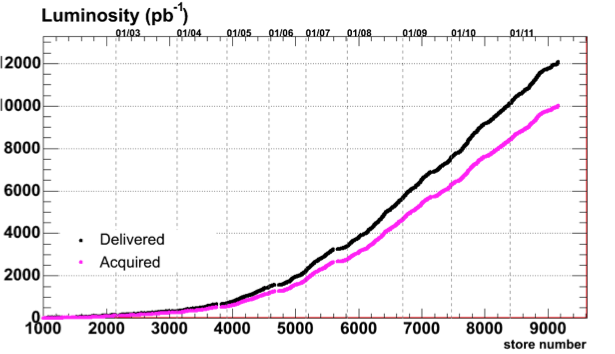 Luminosity (pb-1)
01/03 01/04 01/05 01/06 01/07 01/08 01/09 01/10 01/11
2000
0000
8000
6000
4000
2000
0
Delivered
Acquired
1000 2000 3000 4000 5000 6000 7000 8000 9000
store number